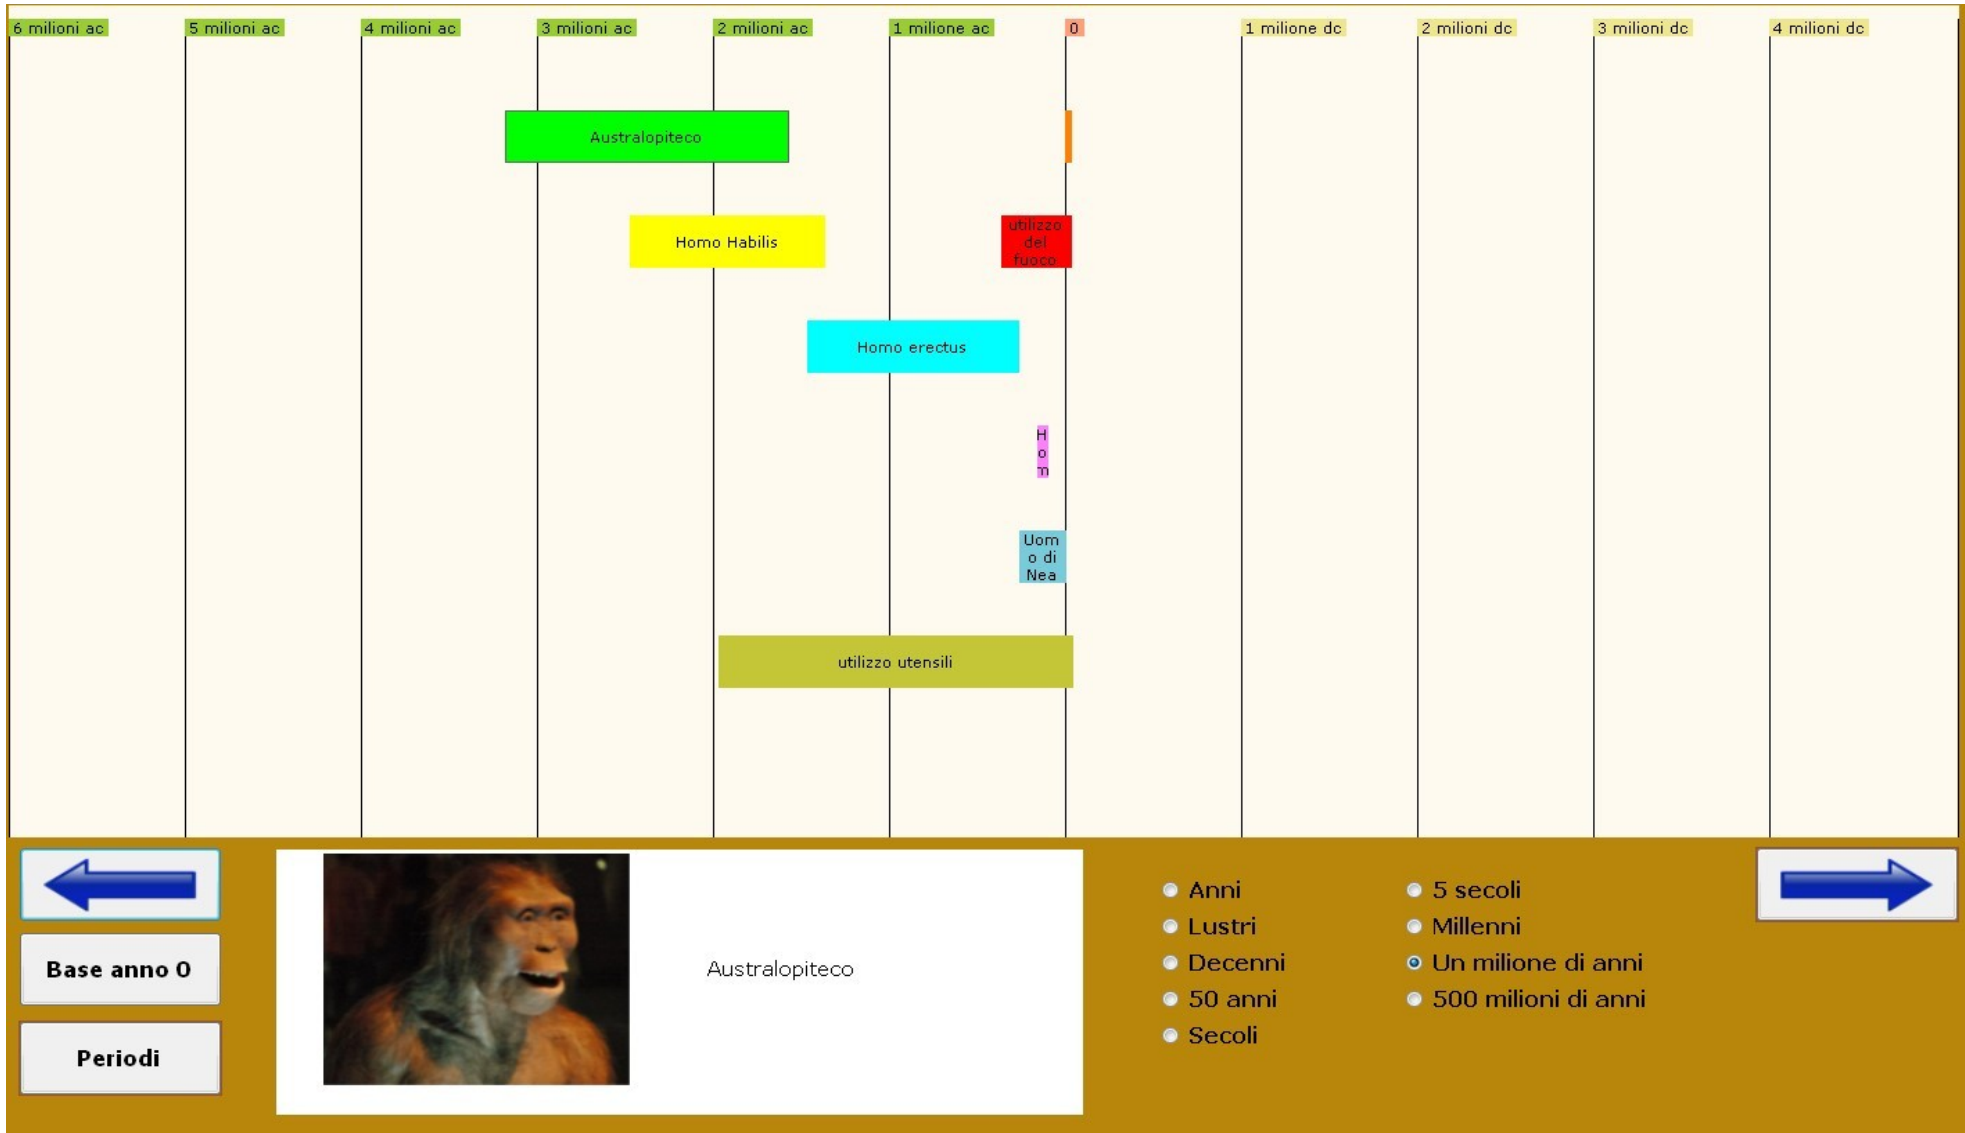 6 milioni ac
5 milioni ac
4 milioni ac
3 milioni ac
2 milioni ac
1 milione ac
0
1 milione dc
2 milioni dc
3 milioni dc
4 milioni dc
Australopiteco
Homo Habilis
utilizzo
del
fuoco
Homo erectus
H
o
m
Uom
o di
Nea
utilizzo utensili
Base anno 0
Periodi
Australopiteco
Anni
Lustri
Decenni
50 anni
Secoli
5 secoli
Millenni
Un milione di anni
500 milioni di anni